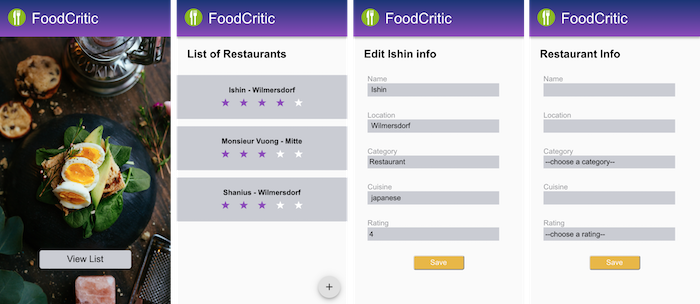 FoodCritic
View List
FoodCritic
List of Restaurants
Ishin - Wilmersdorf
Monsieur Vuong - Mitte
Shanius - Wilmersdorf
+
FoodCritic
Edit Ishin info
Name
Ishin
Location
Wilmersdorf
Category
Restaurant
Cuisine
japanese
Rating
4
Save
FoodCritic
Restaurant Info
Name
Location
Category
--choose a category--
Cuisine
Rating
--choose a rating--
Save